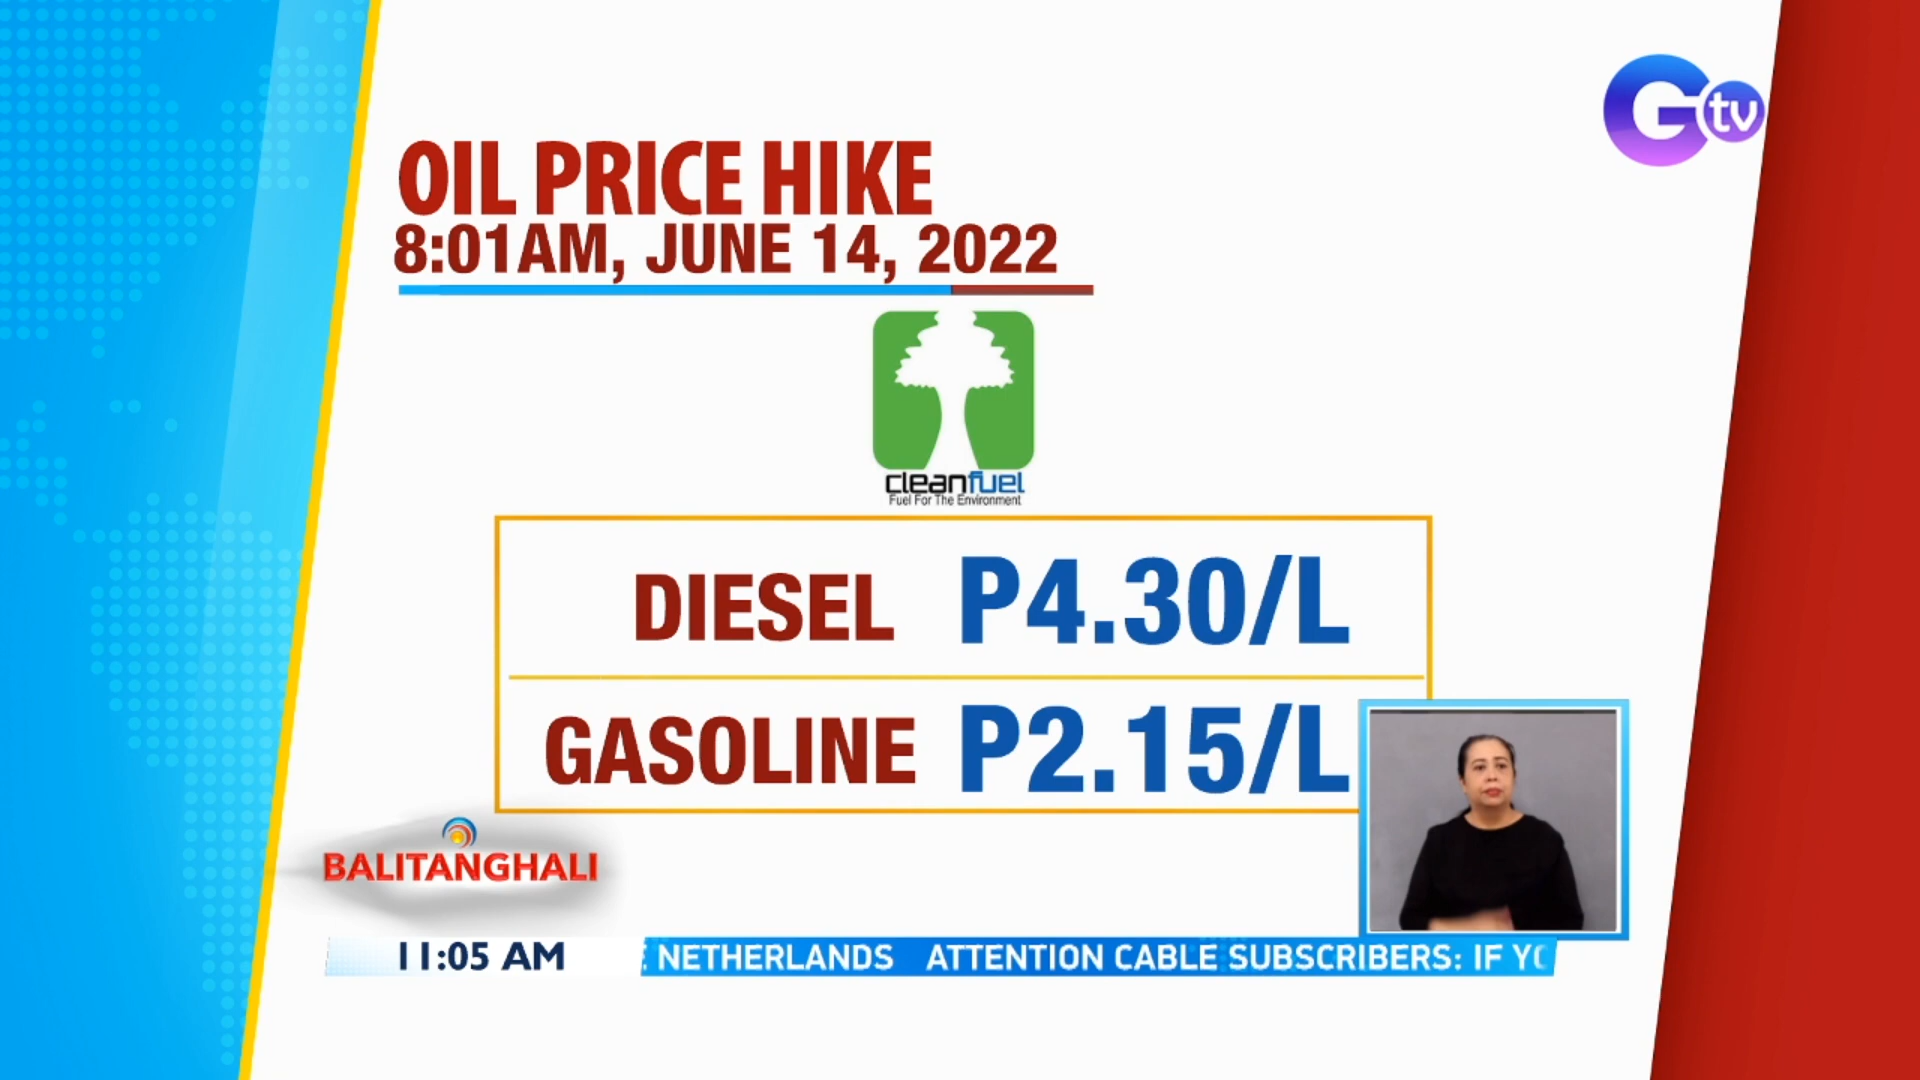 G tv
OIL PRICE HIKE
8:01AM, JUNE 14, 2022
cleanfuel
Fuel For The Environment
DIESEL P4.30/L
GASOLINE P2.15/L
BALITANGHALI
11:05 AM
NETHERLANDS ATTENTION CABLE SUBSCRIBERS: IF